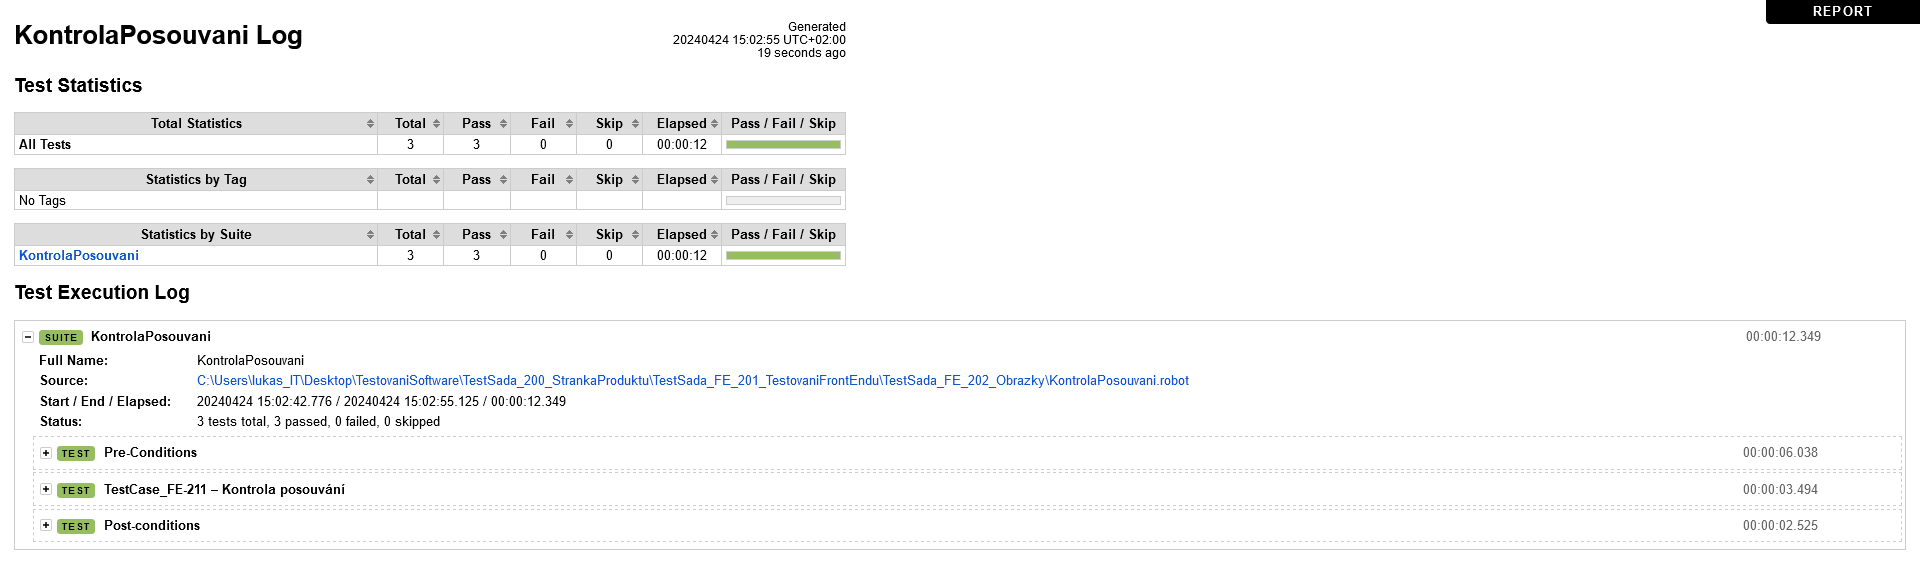 REPORT
KontrolaPosouvani Log
Generated
20240424 15:02:55 UTC+02:00
19 seconds ago
Test Statistics
Total Statistics Total Pass Fail Skip Elapsed Pass / Fail / Skip
All Tests 3 3 0 0 00:00:12
Statistics by Tag Total Pass Fail Skip Elapsed Pass / Fail / Skip
No Tags
Statistics by Suite Total Pass Fail Skip Elapsed Pass / Fail / Skip
KontrolaPosouvani 3 3 0 0 00:00:12
Test Execution Log
SUITE KontrolaPosouvani 00:00:12.349
Full Name: KontrolaPosouvani
Source: C:\Users\lukas_IT\Desktop\TestovaniSoftware\TestSada_200_StrankaProduktu\TestSada_FE_201_TestovaniFrontEndu\TestSada_FE_202_Obrazky\KontrolaPosouvani.robot
Start / End / Elapsed: 20240424 15:02:42.776 / 20240424 15:02:55.125 / 00:00:12.349
Status: 3 tests total, 3 passed, 0 failed, 0 skipped
TEST Pre-Conditions 00:00:06.038
TEST TestCase_FE-211 – Kontrola posouvání 00:00:03.494
TEST Post-conditions 00:00:02.525